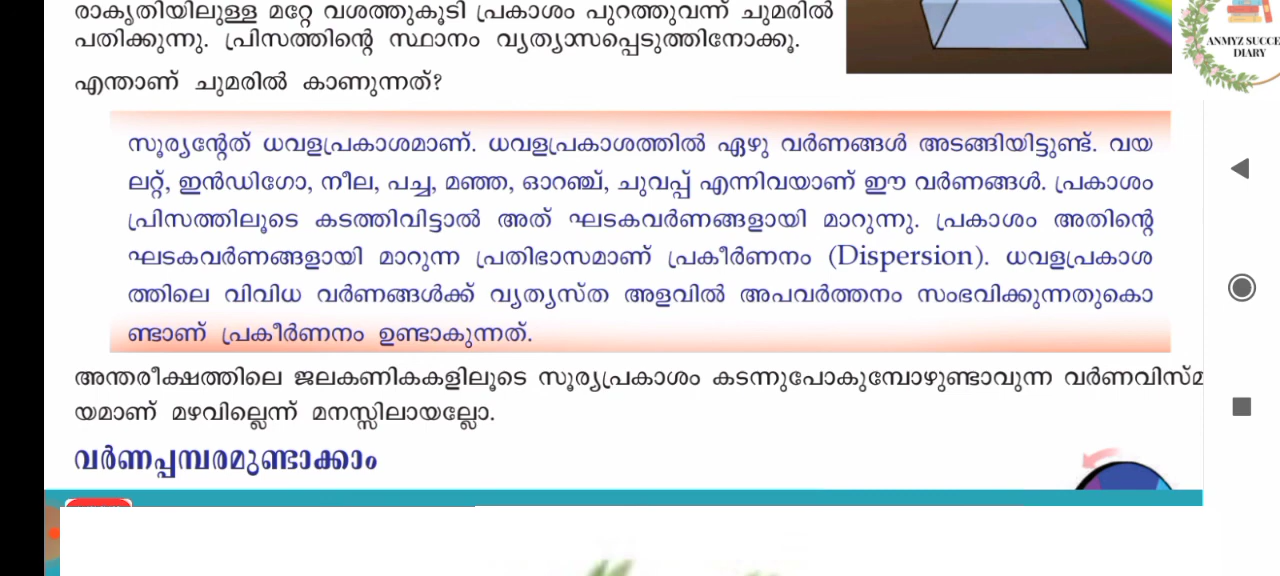 രാകൃതിയിലുള്ള മറ്റേ വശത്തുകൂടി പ്രകാശം പുറത്തുവന്ന് ചുമരിൽ
പതിക്കുന്നു. പ്രിസത്തിന്റെ സ്ഥാനം വ്യത്യാസപ്പെടുത്തിനോക്കൂ.
എന്താണ് ചുമരിൽ കാണുന്നത്?
ANMYZ SUCCE
DIARY
സൂര്യന്റേത് ധവളപ്രകാശമാണ്. ധവളപ്രകാശത്തിൽ ഏഴു വർണങ്ങൾ അടങ്ങിയിട്ടുണ്ട്. വയ
ലറ്റ്, ഇൻഡിഗോ, നീല, പച്ച, മഞ്ഞ, ഓറഞ്ച്, ചുവപ്പ് എന്നിവയാണ് ഈ വർണങ്ങൾ. പ്രകാശം
പ്രിസത്തിലൂടെ കടത്തിവിട്ടാൽ അത് ഘടകവർണങ്ങളായി മാറുന്നു. പ്രകാശം അതിന്റെ
ഘടകവർണങ്ങളായി മാറുന്ന പ്രതിഭാസമാണ് പ്രകീർണനം (Dispersion). ധവളപ്രകാശ
ത്തിലെ വിവിധ വർണങ്ങൾക്ക് വ്യത്യസ്ത അളവിൽ അപവർത്തനം സംഭവിക്കുന്നതുകൊ
ണ്ടാണ് പ്രകീർണനം ഉണ്ടാകുന്നത്.
അന്തരീക്ഷത്തിലെ ജലകണികകളിലൂടെ സൂര്യപ്രകാശം കടന്നുപോകുമ്പോഴുണ്ടാവുന്ന വർണവിസ്മ
യമാണ് മഴവില്ലെന്ന് മനസ്സിലായല്ലോ.
വർണപ്പമ്പരമുണ്ടാക്കാം